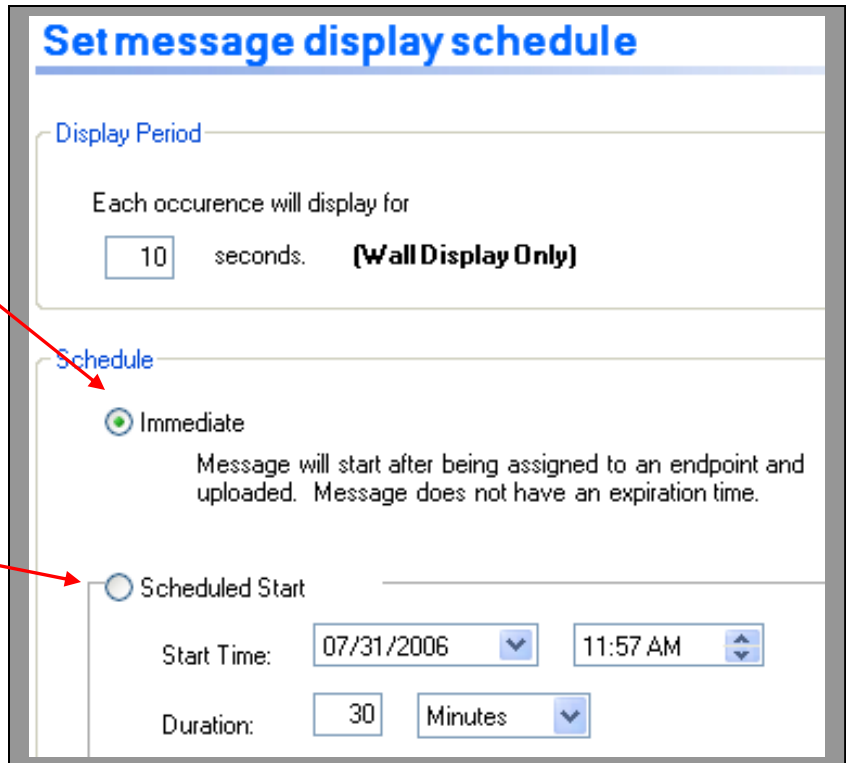 Set message display schedule
Display Period
Each occurence will display for
10 seconds. (Wall Display Only)
Schedule
Immediate
Message will start after being assigned to an endpoint and
uploaded. Message does not have an expiration time.
Scheduled Start
Start Time: 07/31/2006 11:57 AM
Duration: 30 Minutes